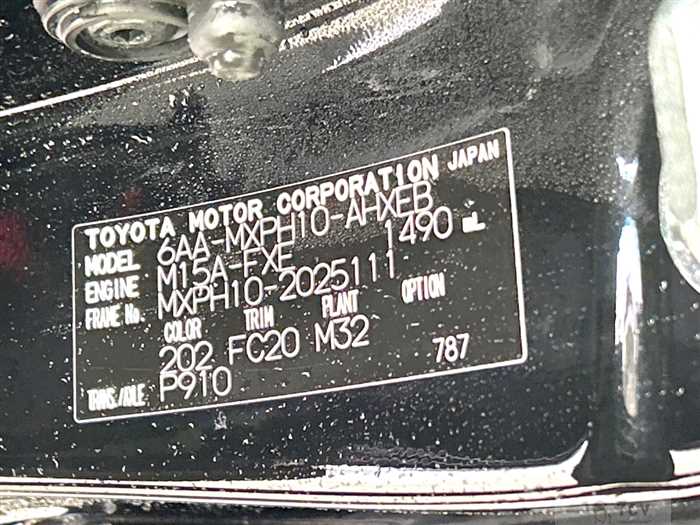 TOYOTA MOTOR CORPORATION JAPAN
MODEL 6AA-MXPH10-AHXEB
ENGINE M15A-FXE 1490
FRAME No. MXPH10-2025111
COLOR TRIM PLANT OPTION
202 FC20 M32
TRNS./AXLE P910 787